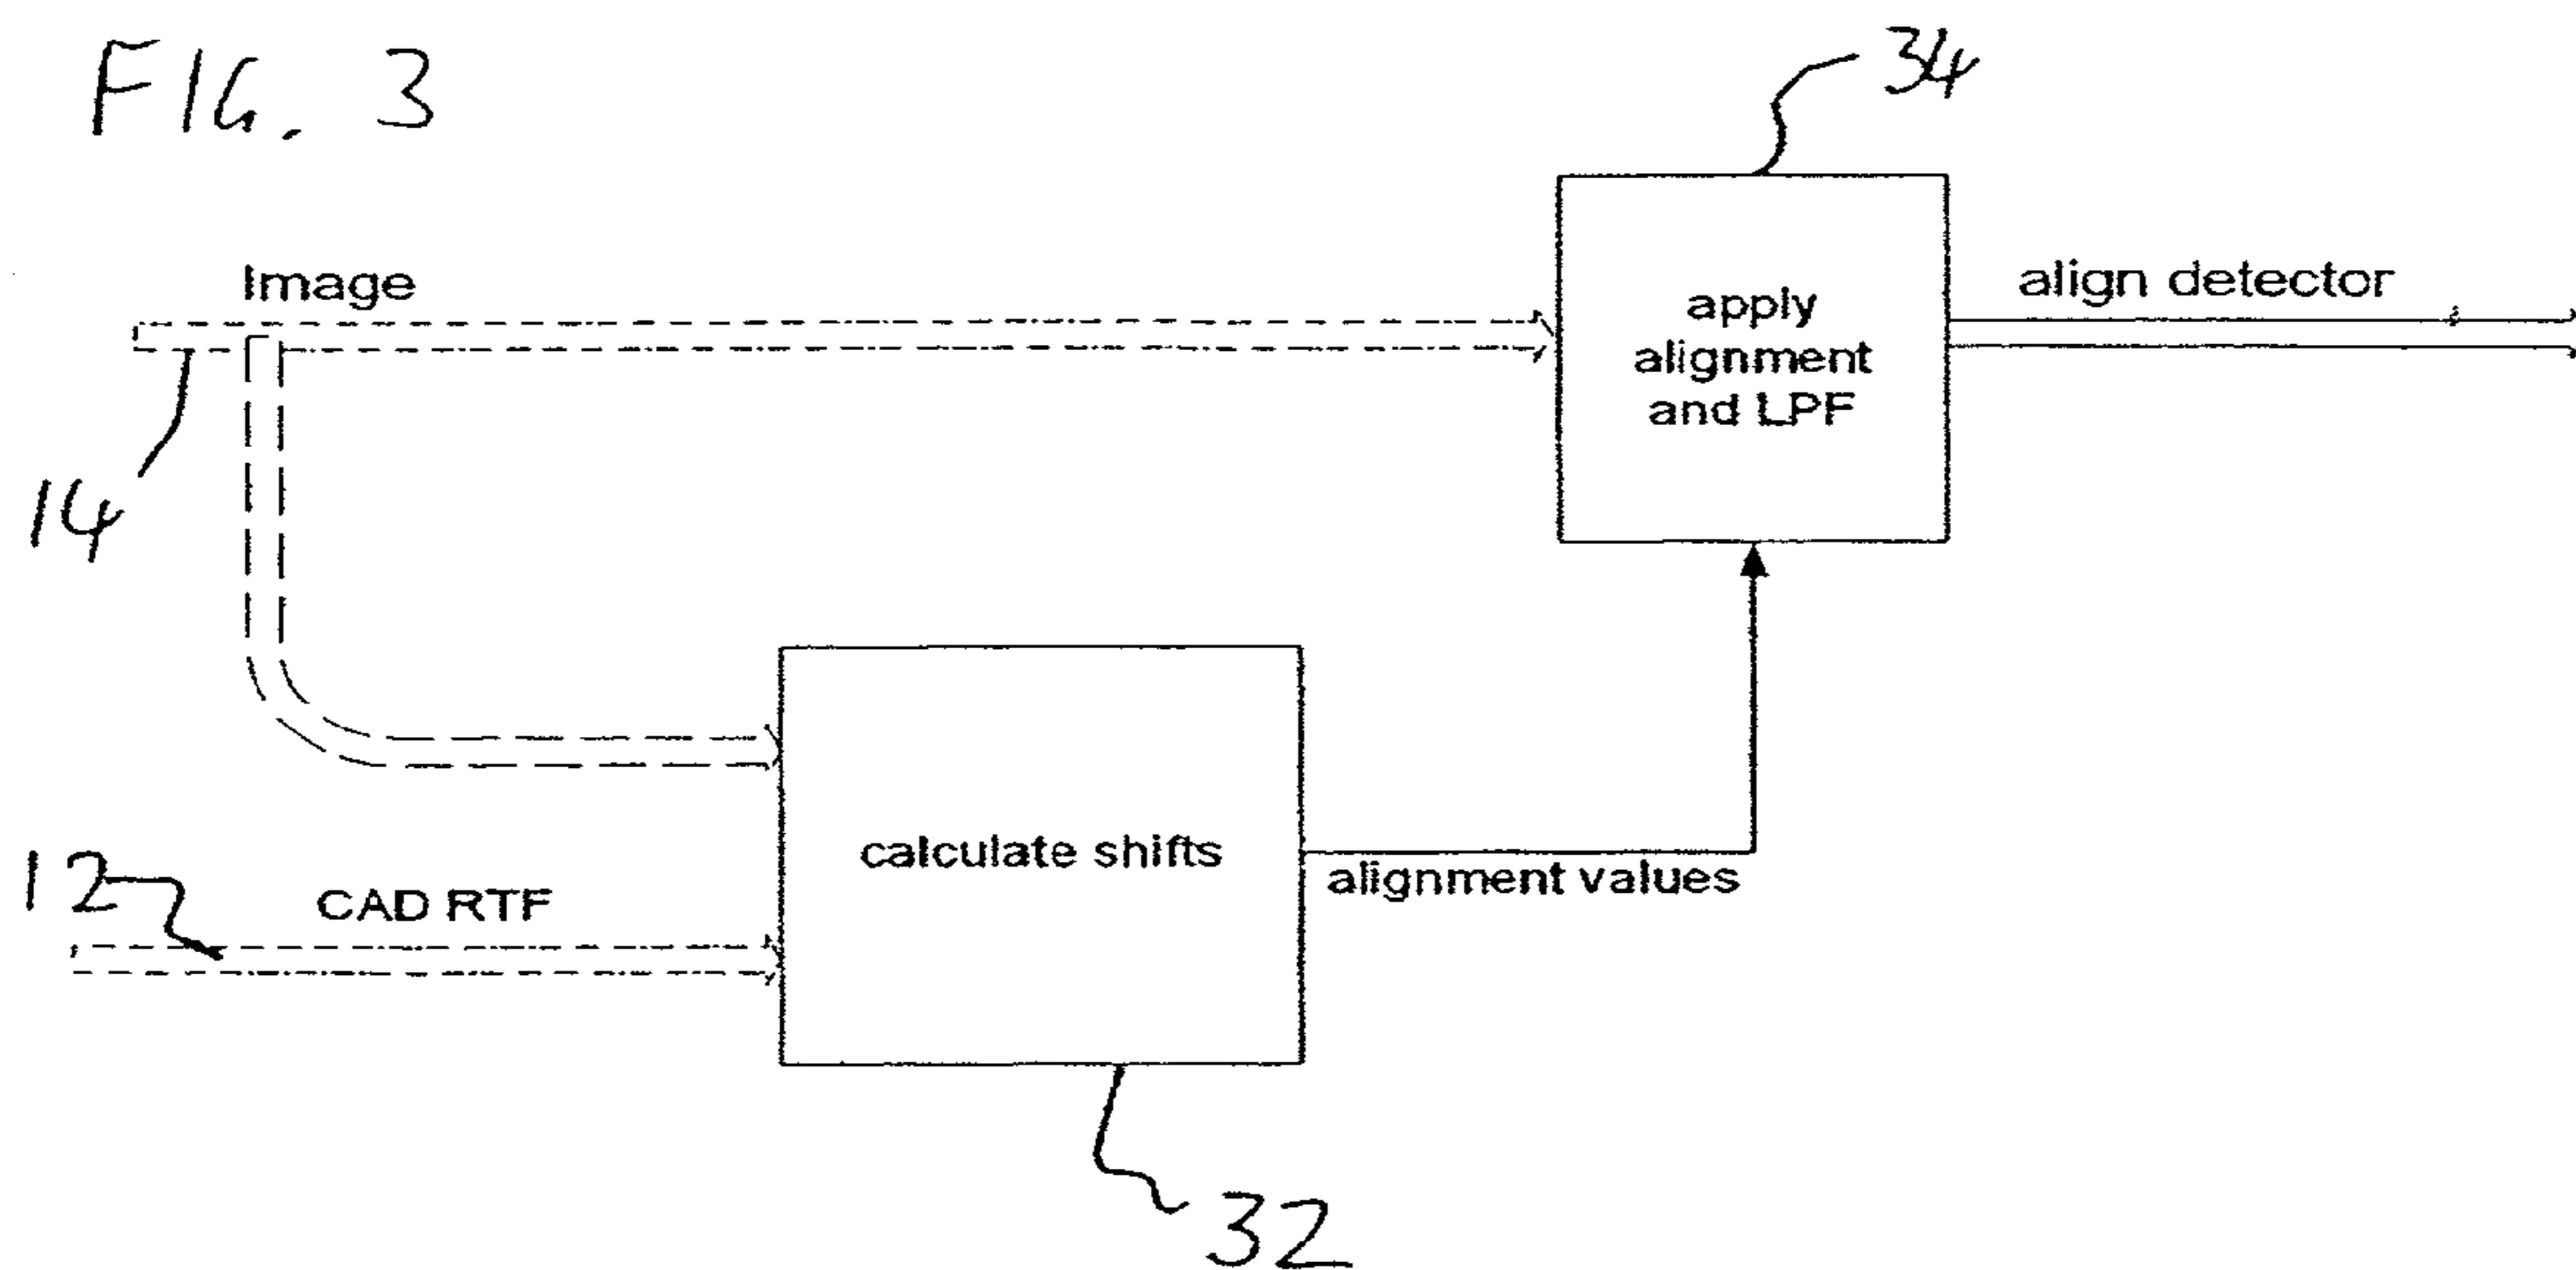 FIG. 3
34
Image
align detector
apply
alignment
and LPF
14
calculate shifts
alignment values
12
CAD RTF
32